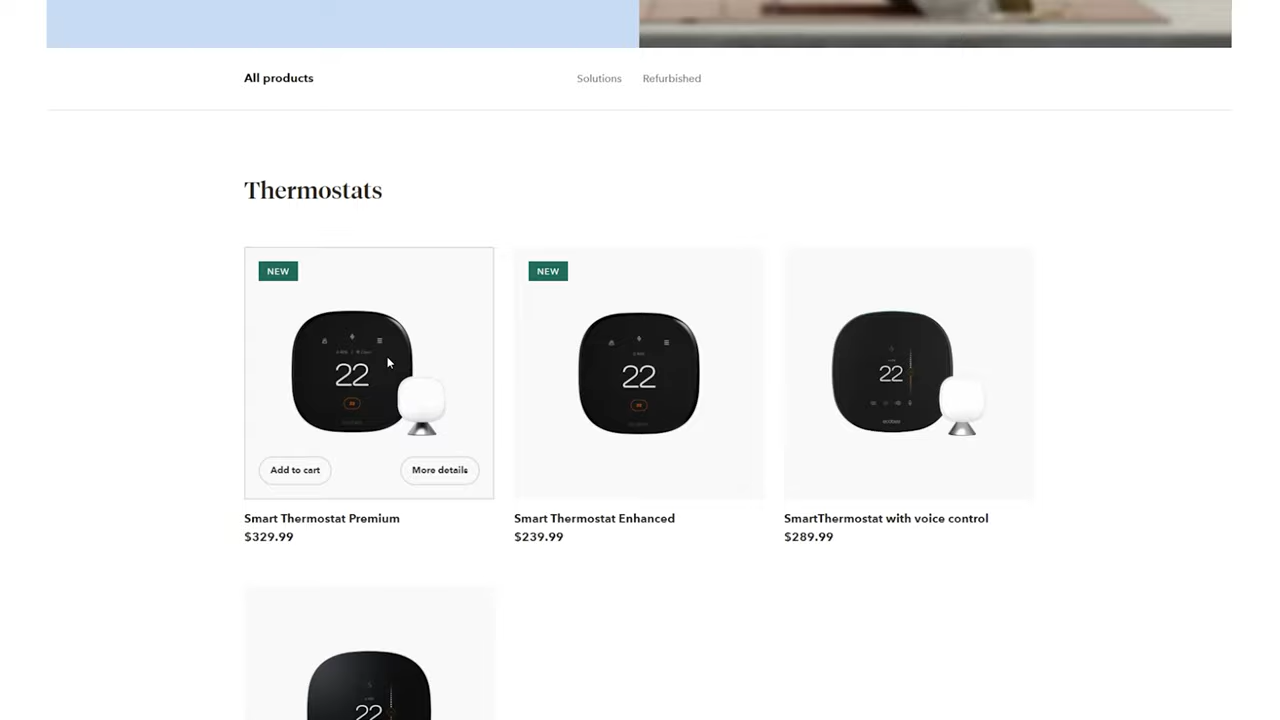 All products
Solutions
Refurbished
Thermostats
NEW
NEW
22
22
22
ecobee
Add to cart
More details
Smart Thermostat Premium
Smart Thermostat Enhanced
SmartThermostat with voice control
$329.99
$239.99
$289.99
22